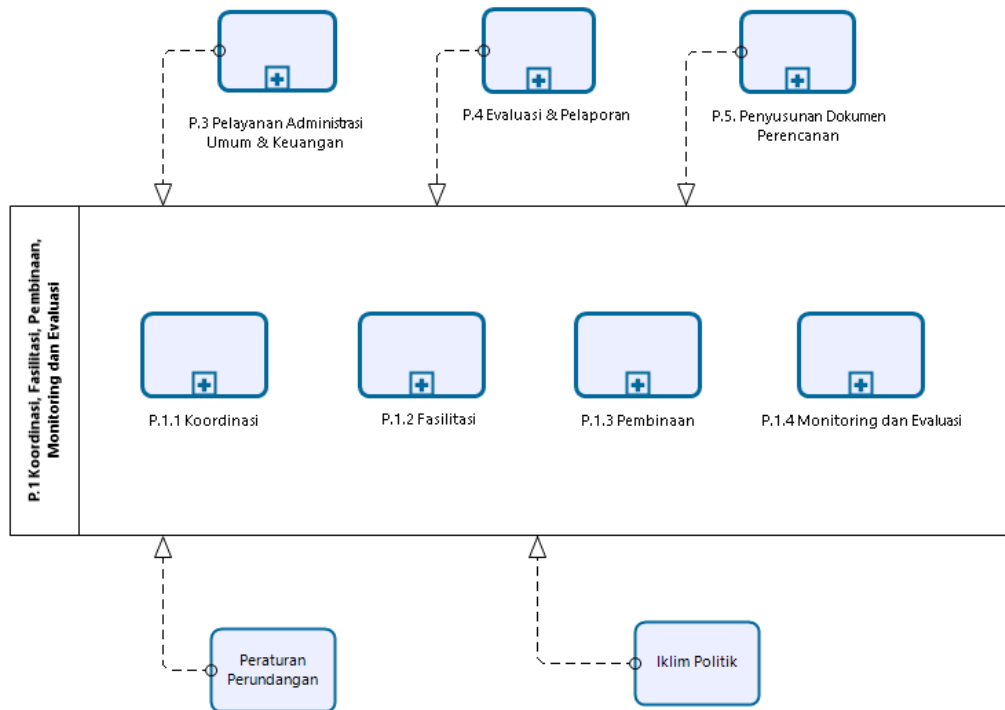 P.3 Pelayanan Administrasi
Umum & Keuangan
P.4 Evaluasi & Pelaporan
P.5. Penyusunan Dokumen
Perencanan
P.1 Koordinasi, Fasilitasi, Pembinaan,
Monitoring dan Evaluasi
P.1.1 Koordinasi
P.1.2 Fasilitasi
P.1.3 Pembinaan
P.1.4 Monitoring dan Evaluasi
Peraturan
Perundangan
Iklim Politik